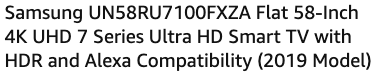 Samsung UN58RU7100FXZA Flat 58-Inch
4K UHD 7 Series Ultra HD Smart TV with
HDR and Alexa Compatibility (2019 Model)